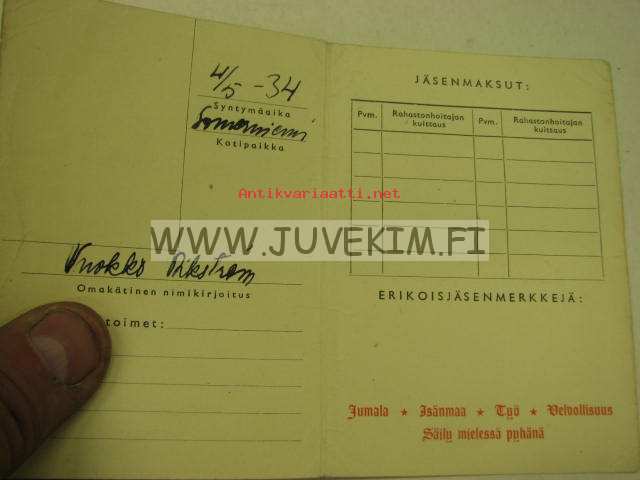 4/5 -34
Syntymäaika
Somerniemi
Kotipaikka
Antikvariaatti.net
WWW.JUVEKIM.FI
Vuokko Vikström
Omakätinen nimikirjoitus
toimet:
JÄSENMAKSUT:
Pvm. Rahastonhoitajan kuittaus Pvm. Rahastonhoitajan kuittaus
ERIKOISJÄSENMERKKEJÄ:
Jumala ★ Isänmaa ★ Työ ★ Velvollisuus
Säily mielessä pyhänä